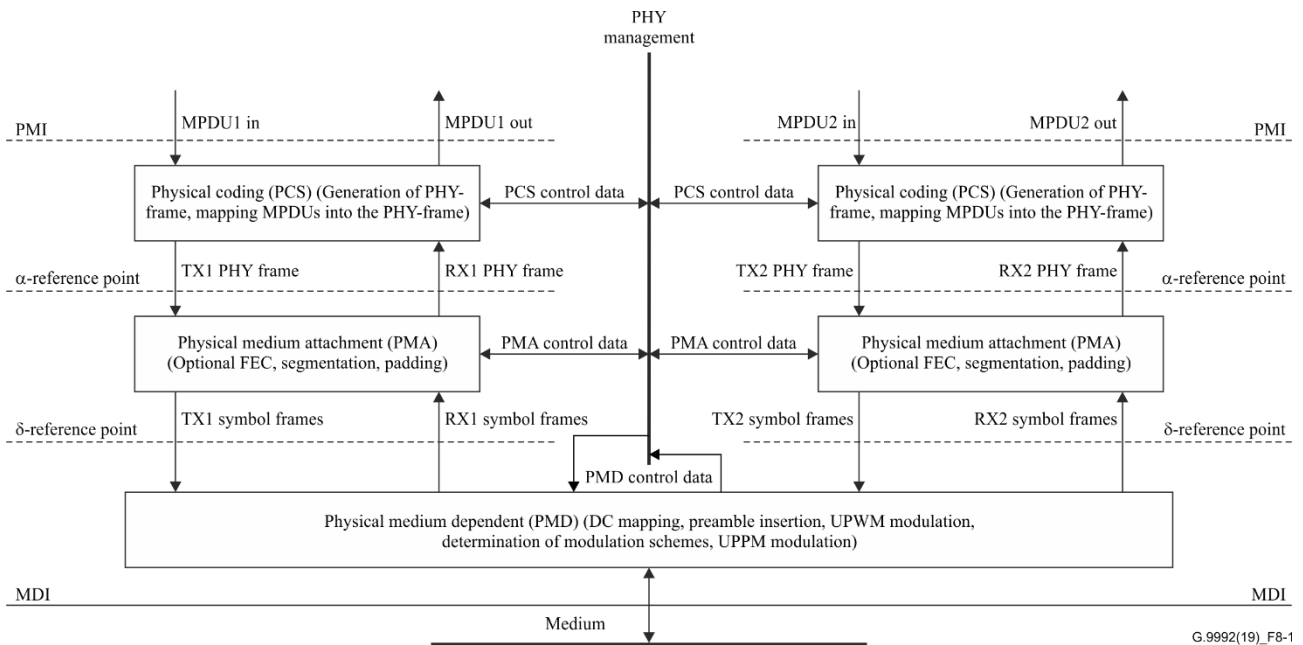 PHY
management
MPDU1 in
MPDU1 out
MPDU2 in
MPDU2 out
PMI
PMI
Physical coding (PCS) (Generation of PHY-
frame, mapping MPDUs into the PHY-frame)
PCS control data
PCS control data
Physical coding (PCS) (Generation of PHY-
frame, mapping MPDUs into the PHY-frame)
TX1 PHY frame
RX1 PHY frame
TX2 PHY frame
RX2 PHY frame
α-reference point
α-reference point
Physical medium attachment (PMA)
(Optional FEC, segmentation, padding)
PMA control data
PMA control data
Physical medium attachment (PMA)
(Optional FEC, segmentation, padding)
TX1 symbol frames
RX1 symbol frames
TX2 symbol frames
RX2 symbol frames
δ-reference point
δ-reference point
PMD control data
Physical medium dependent (PMD) (DC mapping, preamble insertion, UPWM modulation,
determination of modulation schemes, UPPM modulation)
MDI
MDI
Medium
G.9992(19)_F8-1